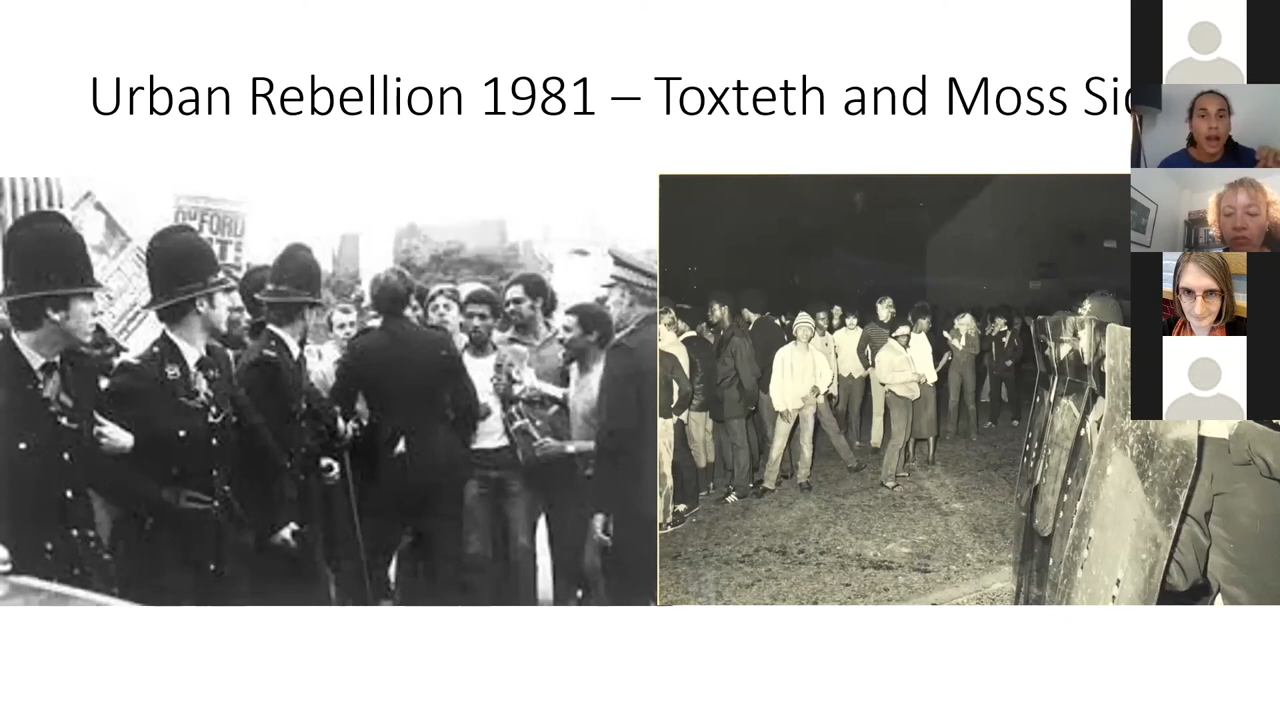 Urban Rebellion 1981 – Toxteth and Moss Sid